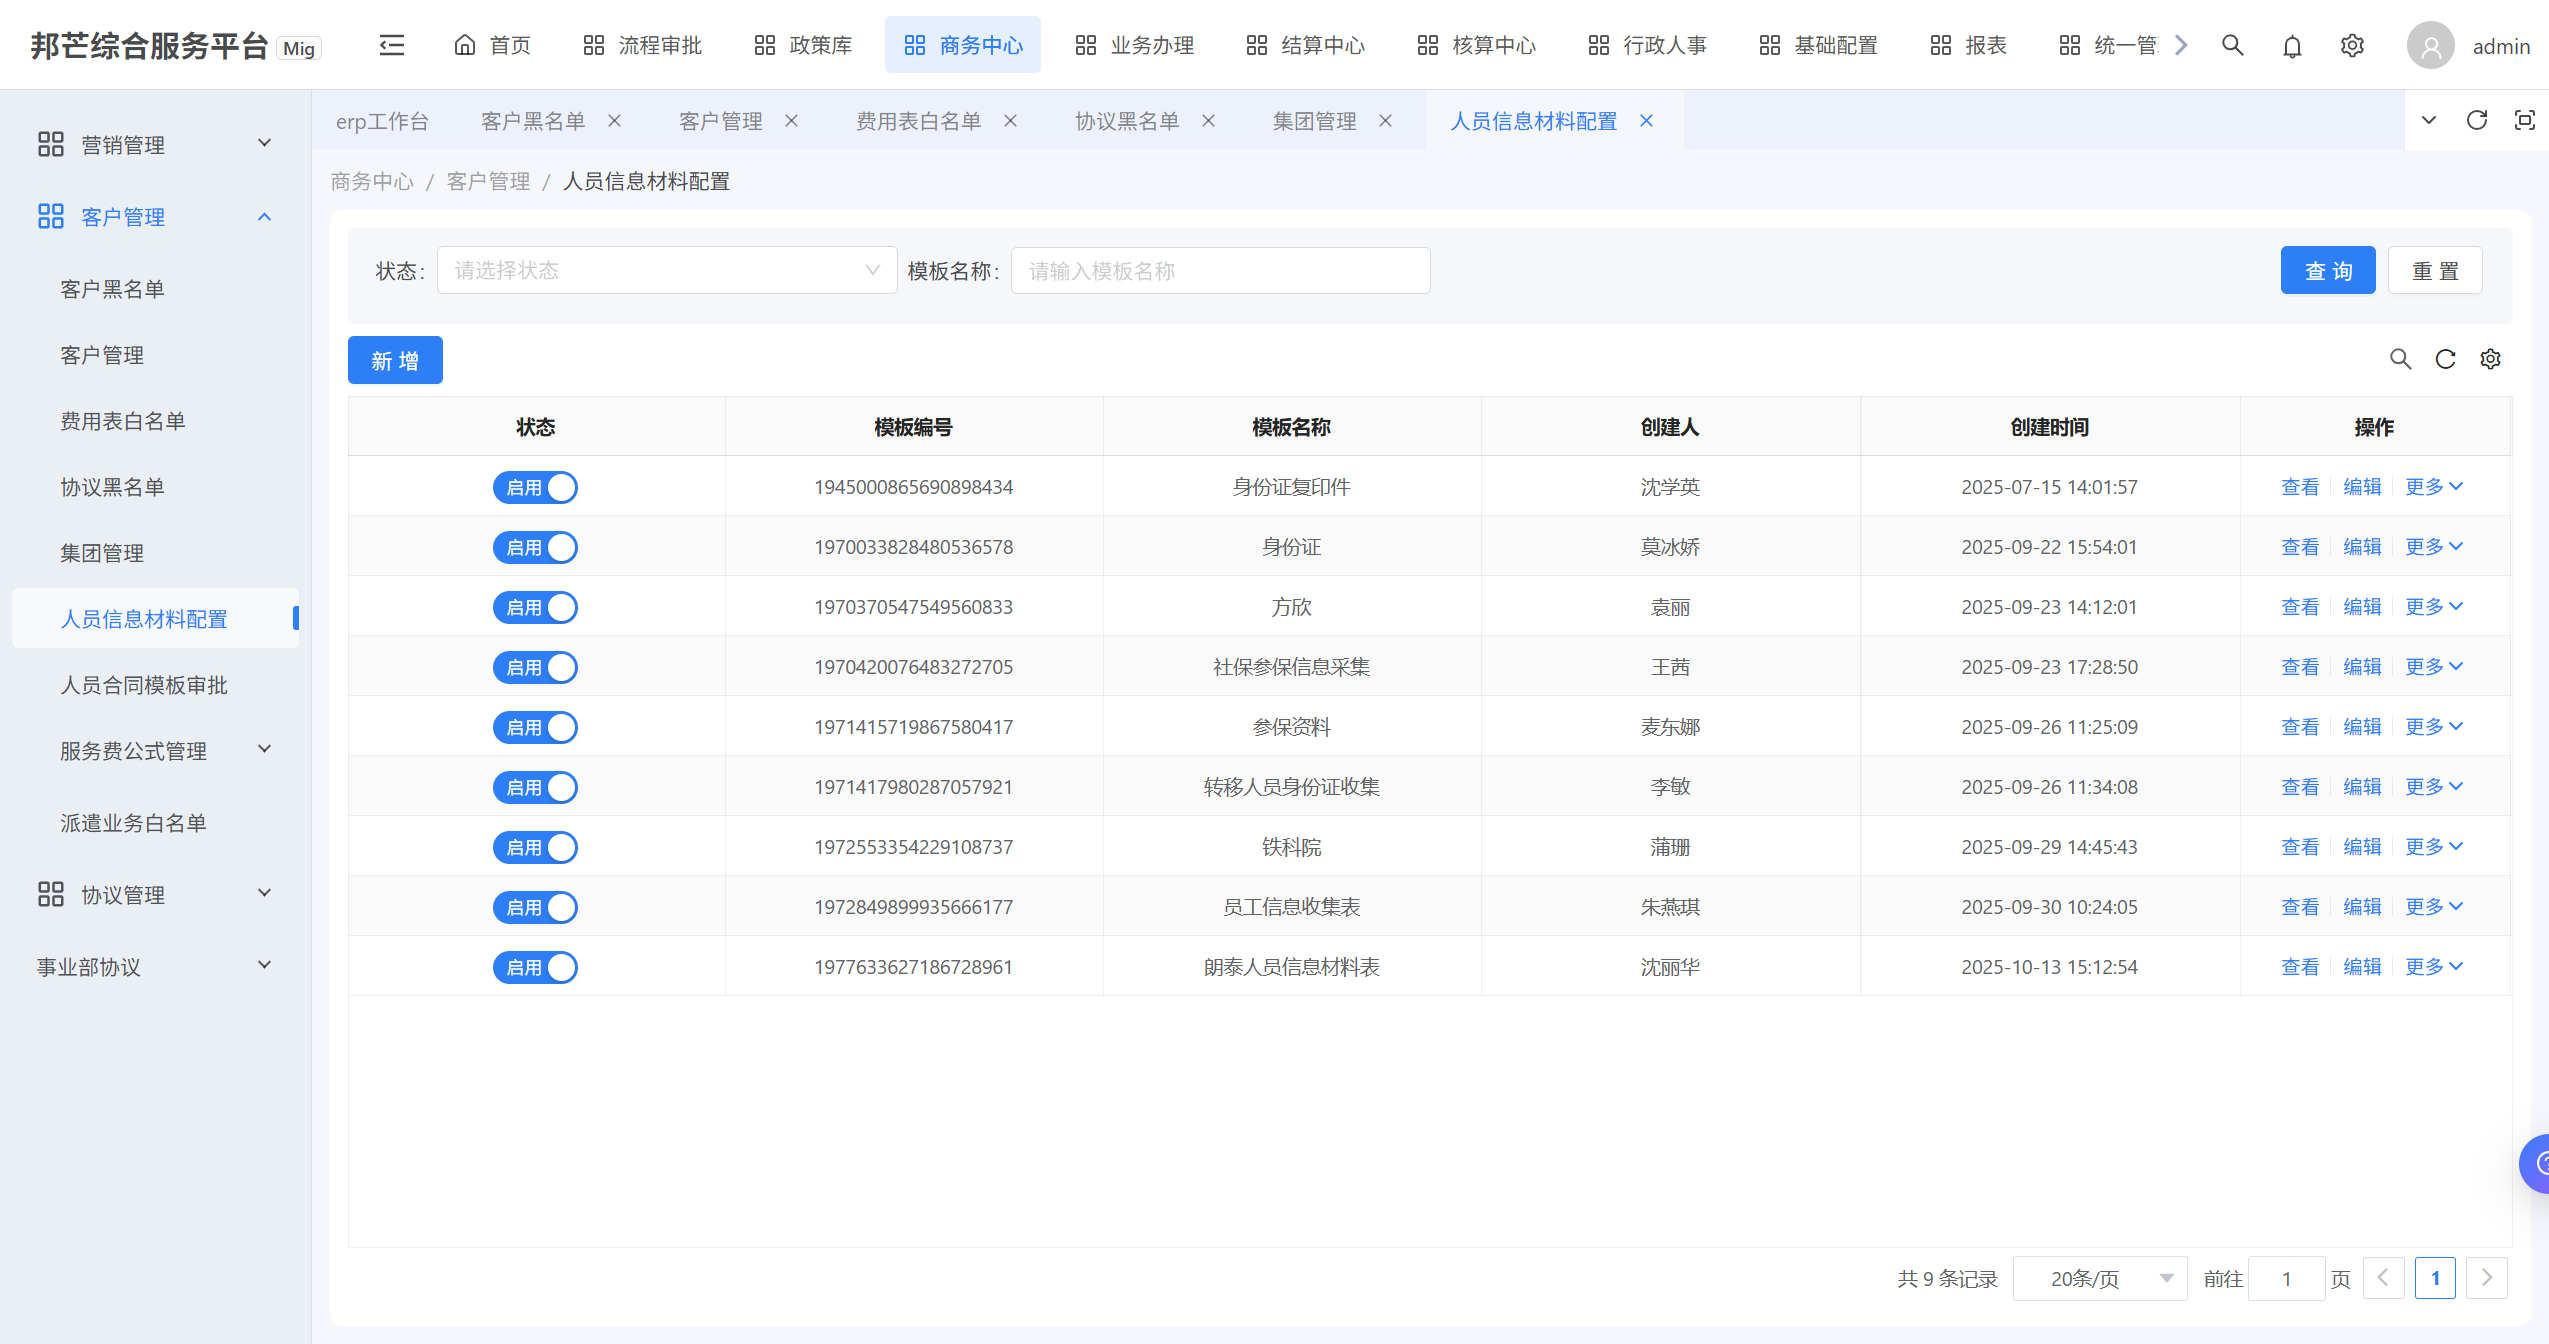 邦芒综合服务平台 Mig 首页 流程审批 政策库 商务中心 业务办理 结算中心 核算中心 行政人事 基础配置 报表 统一管 admin
erp工作台 客户黑名单 客户管理 费用表白名单 协议黑名单 集团管理 人员信息材料配置
商务中心 / 客户管理 / 人员信息材料配置
营销管理
客户管理
客户黑名单
客户管理
费用表白名单
协议黑名单
集团管理
人员信息材料配置
人员合同模板审批
服务费公式管理
派遣业务白名单
协议管理
事业部协议
状态: 请选择状态 模板名称: 请输入模板名称 查 询 重 置
新 增
状态 模板编号 模板名称 创建人 创建时间 操作
启用 1945000865690898434 身份证复印件 沈学英 2025-07-15 14:01:57 查看 编辑 更多
启用 1970033828480536578 身份证 莫冰娇 2025-09-22 15:54:01 查看 编辑 更多
启用 1970370547549560833 方欣 袁丽 2025-09-23 14:12:01 查看 编辑 更多
启用 1970420076483272705 社保参保信息采集 王茜 2025-09-23 17:28:50 查看 编辑 更多
启用 1971415719867580417 参保资料 麦东娜 2025-09-26 11:25:09 查看 编辑 更多
启用 1971417980287057921 转移人员身份证收集 李敏 2025-09-26 11:34:08 查看 编辑 更多
启用 1972553354229108737 铁科院 蒲珊 2025-09-29 14:45:43 查看 编辑 更多
启用 1972849899935666177 员工信息收集表 朱燕琪 2025-09-30 10:24:05 查看 编辑 更多
启用 1977633627186728961 朗泰人员信息材料表 沈丽华 2025-10-13 15:12:54 查看 编辑 更多
共 9 条记录 20条/页 前往 1 页 1